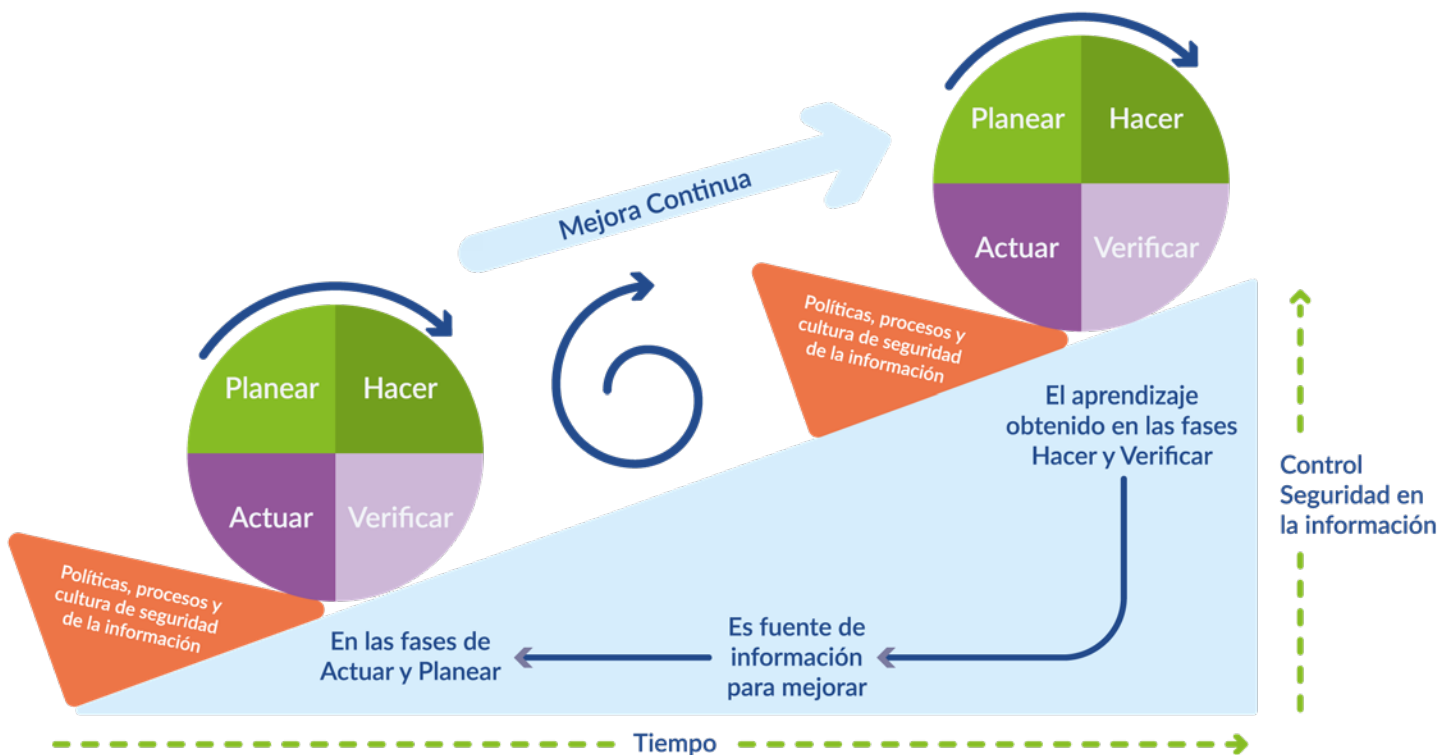 Planear
Hacer
Actuar
Verificar
Mejora Continua
Políticas, procesos y
cultura de seguridad
de la información
Planear
Hacer
Actuar
Verificar
Políticas, procesos y
cultura de seguridad
de la información
El aprendizaje
obtenido en las fases
Hacer y Verificar
Es fuente de
información
para mejorar
En las fases de
Actuar y Planear
Control
Seguridad en
la información
Tiempo